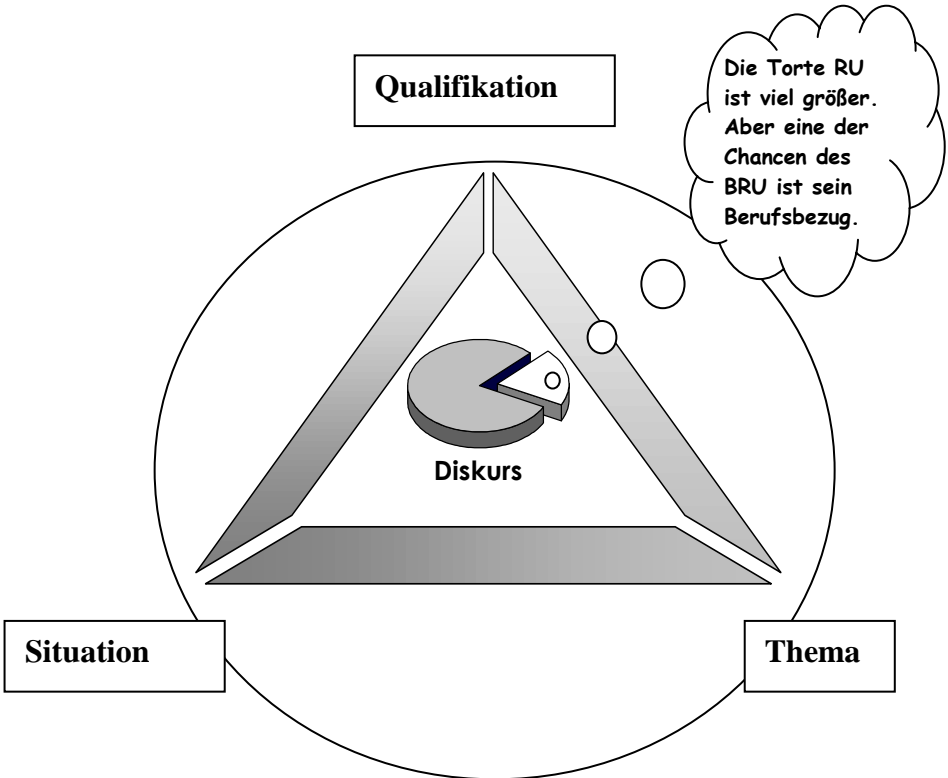 Qualifikation
Die Torte RU
ist viel größer.
Aber eine der
Chancen des
BRU ist sein
Berufsbezug.
Diskurs
Situation
Thema